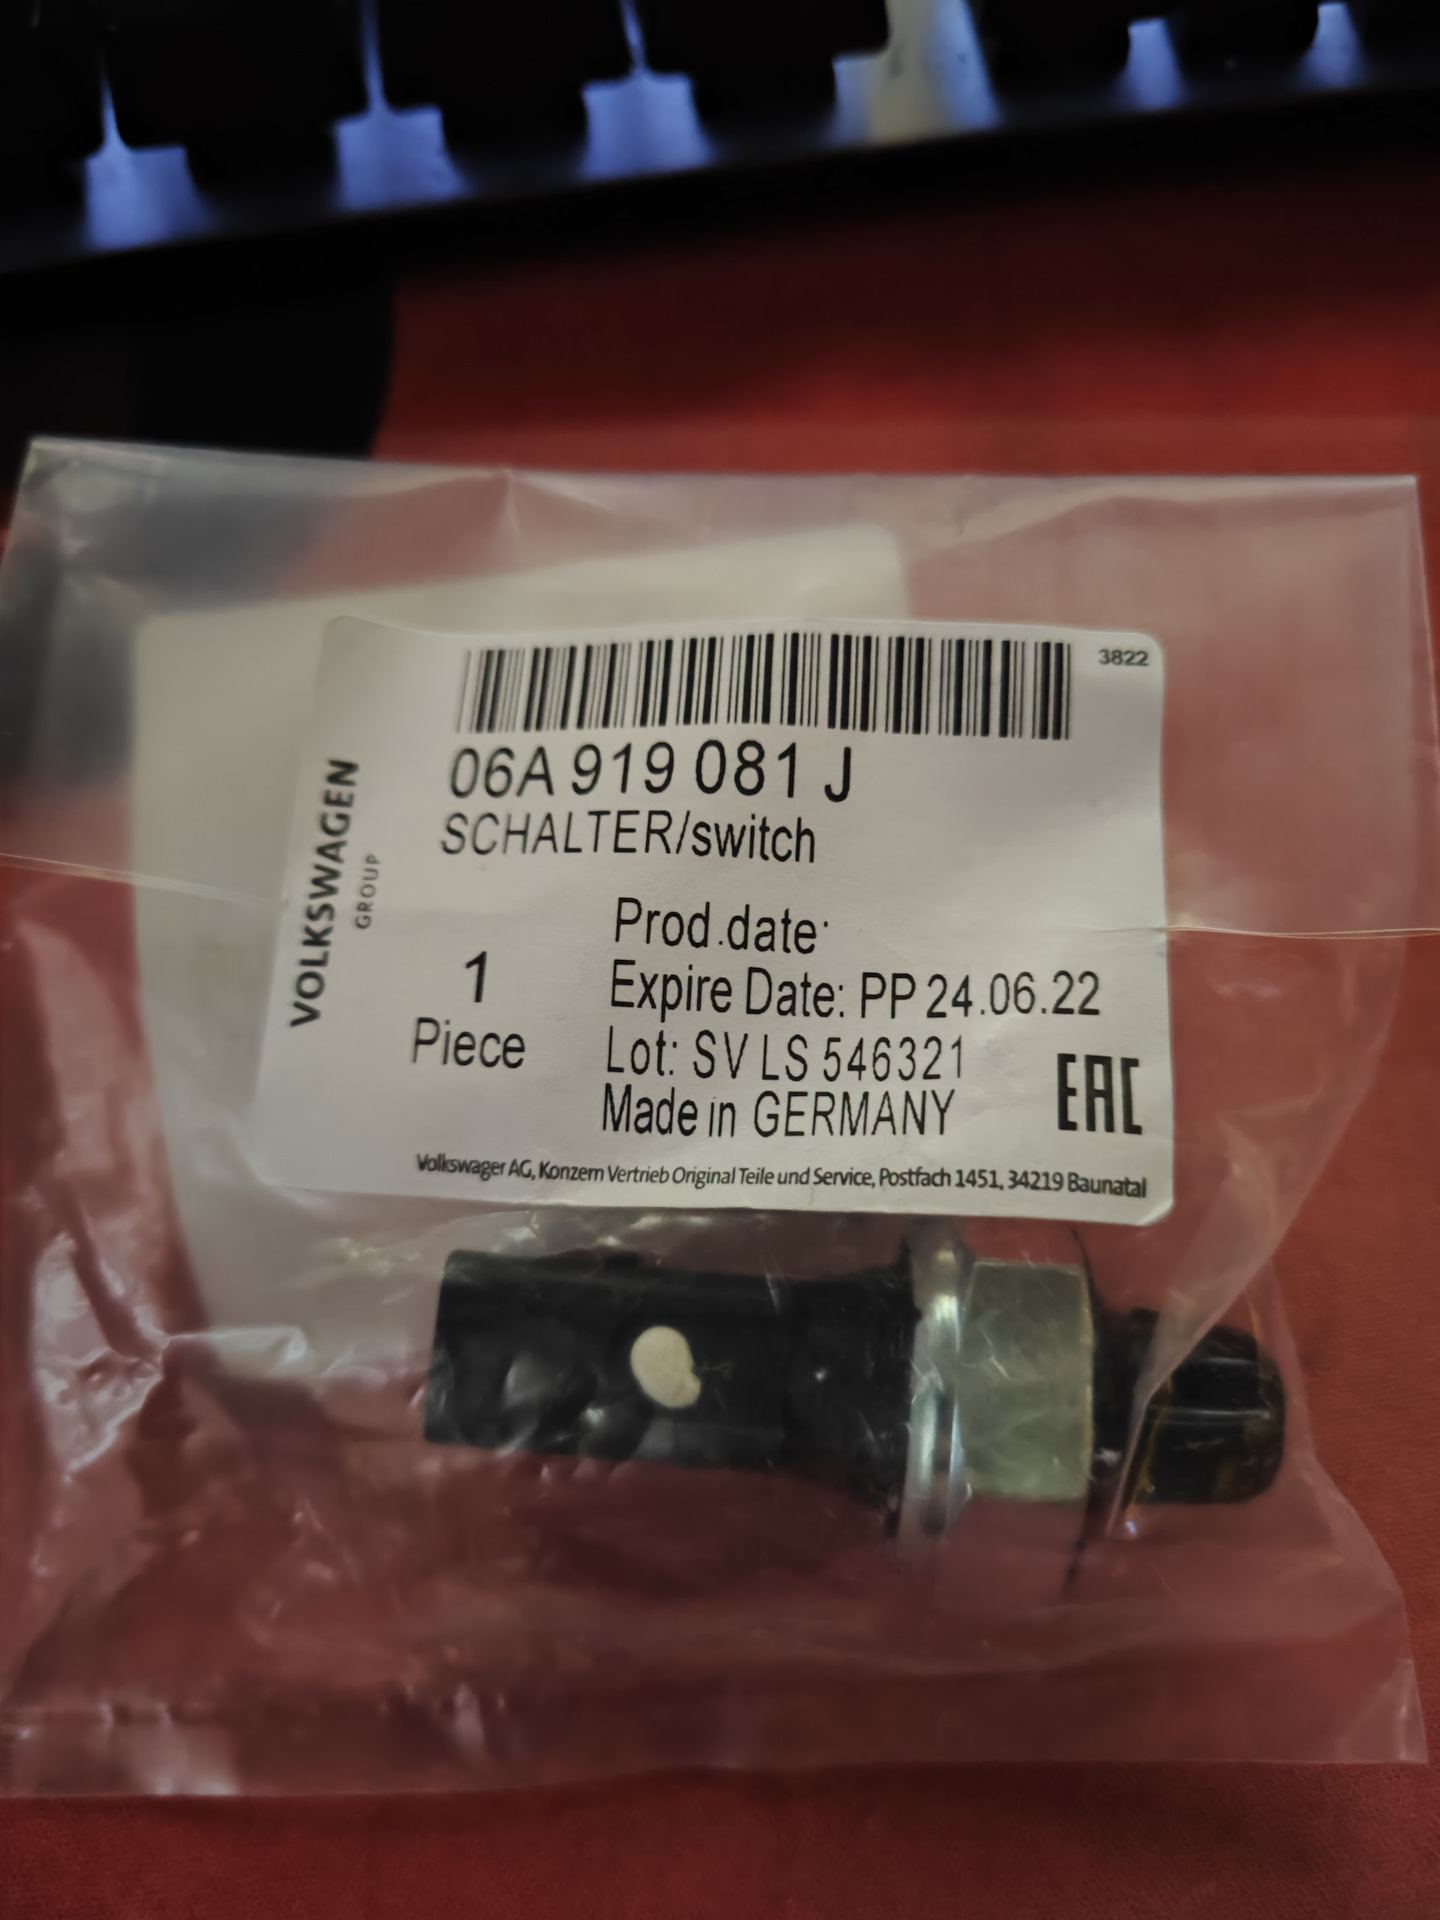 3822
06A 919 081 J
SCHALTER/switch
VOLKSWAGEN
GROUP
1
Piece
Prod.date:
Expire Date: PP 24.06.22
Lot: SV LS 546321
Made in GERMANY
EAC
Volkswagen AG, Konzern Vertrieb Original Teile und Service, Postfach 1451, 34219 Baunatal